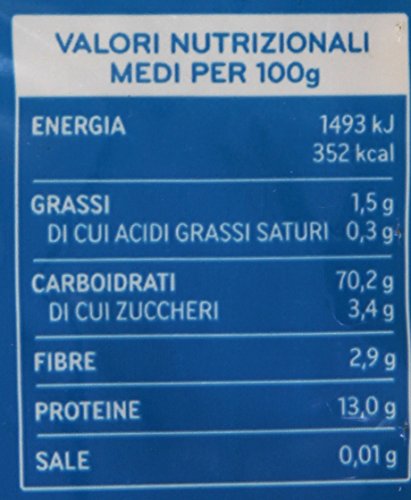 VALORI NUTRIZIONALI
MEDI PER 100g
ENERGIA 1493 kJ
352 kcal
GRASSI 1,5 g
DI CUI ACIDI GRASSI SATURI 0,3 g
CARBOIDRATI 70,2 g
DI CUI ZUCCHERI 3,4 g
FIBRE 2,9 g
PROTEINE 13,0 g
SALE 0,01 g